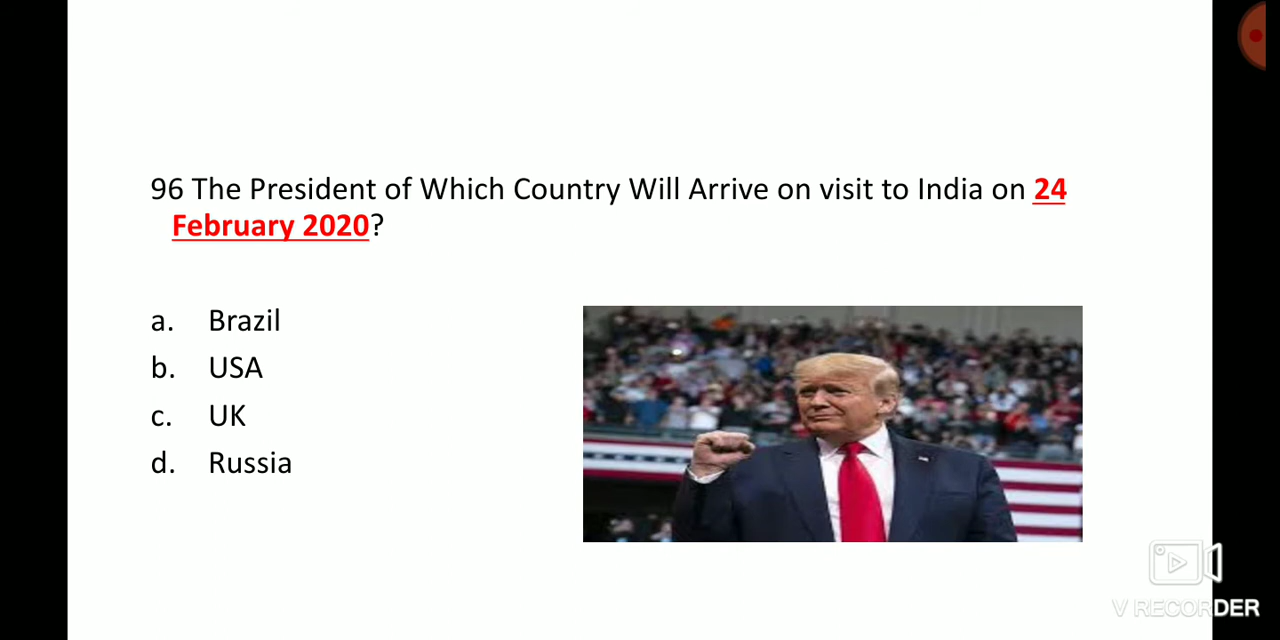 96 The President of Which Country Will Arrive on visit to India on 24
February 2020?
a. Brazil
b. USA
c. UK
d. Russia
V RECORDER